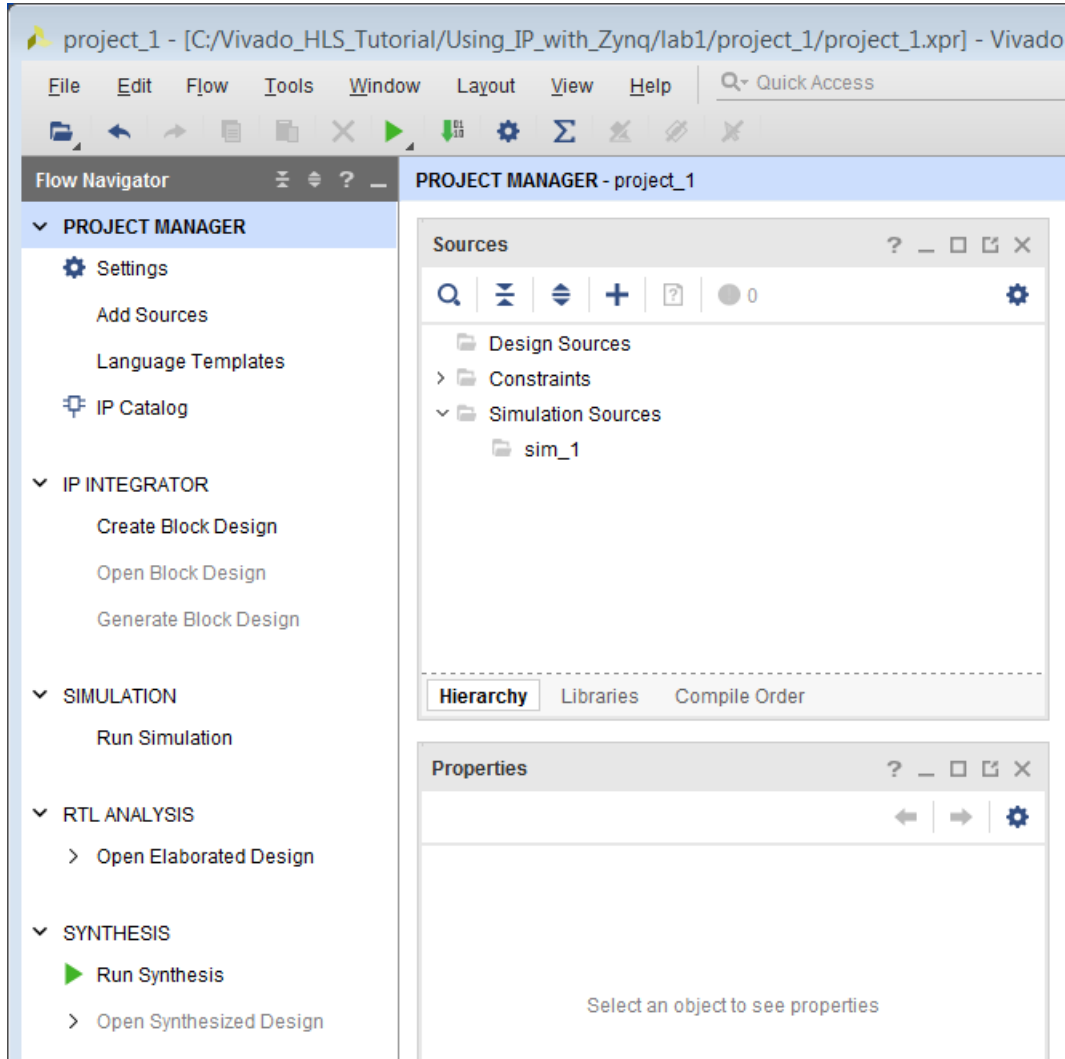 project_1 - [C:/Vivado_HLS_Tutorial/Using_IP_with_Zynq/lab1/project_1/project_1.xpr] - Vivado
File Edit Flow Tools Window Layout View Help Quick Access
Flow Navigator
PROJECT MANAGER
Settings
Add Sources
Language Templates
IP Catalog
IP INTEGRATOR
Create Block Design
Open Block Design
Generate Block Design
SIMULATION
Run Simulation
RTL ANALYSIS
Open Elaborated Design
SYNTHESIS
Run Synthesis
Open Synthesized Design
PROJECT MANAGER - project_1
Sources
0
Design Sources
Constraints
Simulation Sources
sim_1
Hierarchy Libraries Compile Order
Properties
Select an object to see properties